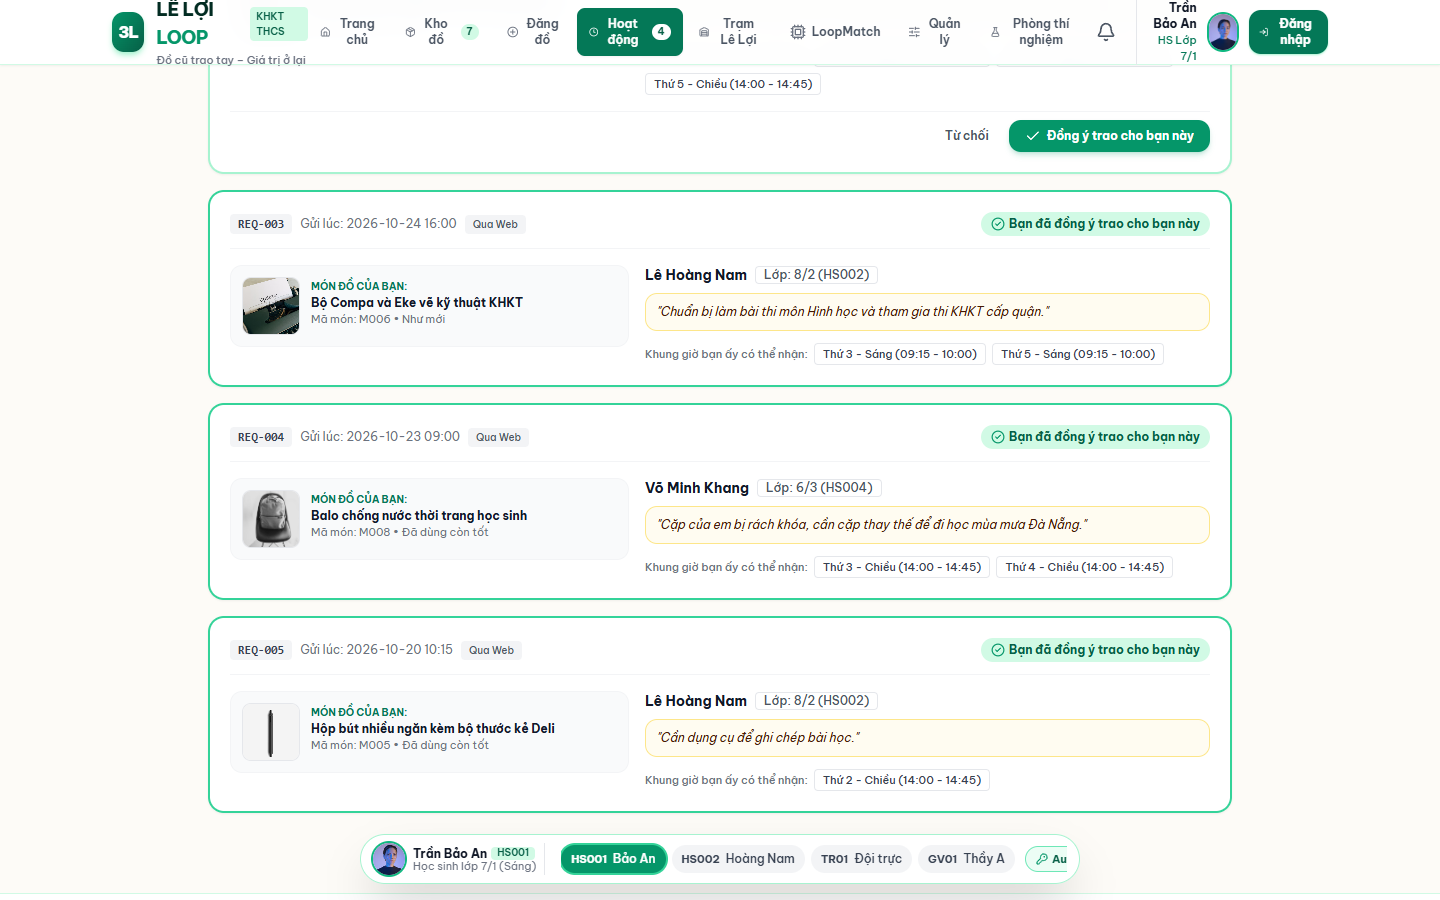 3L
LÊ LỢI
LOOP
KHKT
THCS
Đồ cũ trao tay – Giá trị ở lại
Trang
chủ
Kho
đồ
7
Đăng
đồ
Hoạt
động
4
Trạm
Lê Lợi
LoopMatch
Quản
lý
Phòng thí
nghiệm
Trần
Bảo An
HS Lớp
7/1
Đăng
nhập
Thứ 5 - Chiều (14:00 - 14:45)
Từ chối
Đồng ý trao cho bạn này
REQ-003
Gửi lúc: 2026-10-24 16:00
Qua Web
Bạn đã đồng ý trao cho bạn này
MÓN ĐỒ CỦA BẠN:
Bộ Compa và Eke vẽ kỹ thuật KHKT
Mã món: M006 • Như mới
Lê Hoàng Nam
Lớp: 8/2 (HS002)
"Chuẩn bị làm bài thi môn Hình học và tham gia thi KHKT cấp quận."
Khung giờ bạn ấy có thể nhận:
Thứ 3 - Sáng (09:15 - 10:00)
Thứ 5 - Sáng (09:15 - 10:00)
REQ-004
Gửi lúc: 2026-10-23 09:00
Qua Web
Bạn đã đồng ý trao cho bạn này
MÓN ĐỒ CỦA BẠN:
Balo chống nước thời trang học sinh
Mã món: M008 • Đã dùng còn tốt
Võ Minh Khang
Lớp: 6/3 (HS004)
"Cặp của em bị rách khóa, cần cặp thay thế để đi học mùa mưa Đà Nẵng."
Khung giờ bạn ấy có thể nhận:
Thứ 3 - Chiều (14:00 - 14:45)
Thứ 4 - Chiều (14:00 - 14:45)
REQ-005
Gửi lúc: 2026-10-20 10:15
Qua Web
Bạn đã đồng ý trao cho bạn này
MÓN ĐỒ CỦA BẠN:
Hộp bút nhiều ngăn kèm bộ thước kẻ Deli
Mã món: M005 • Đã dùng còn tốt
Lê Hoàng Nam
Lớp: 8/2 (HS002)
"Cần dụng cụ để ghi chép bài học."
Khung giờ bạn ấy có thể nhận:
Thứ 2 - Chiều (14:00 - 14:45)
Trần Bảo An
HS001
Học sinh lớp 7/1 (Sáng)
HS001 Bảo An
HS002 Hoàng Nam
TR01 Đội trực
GV01 Thầy A
Au